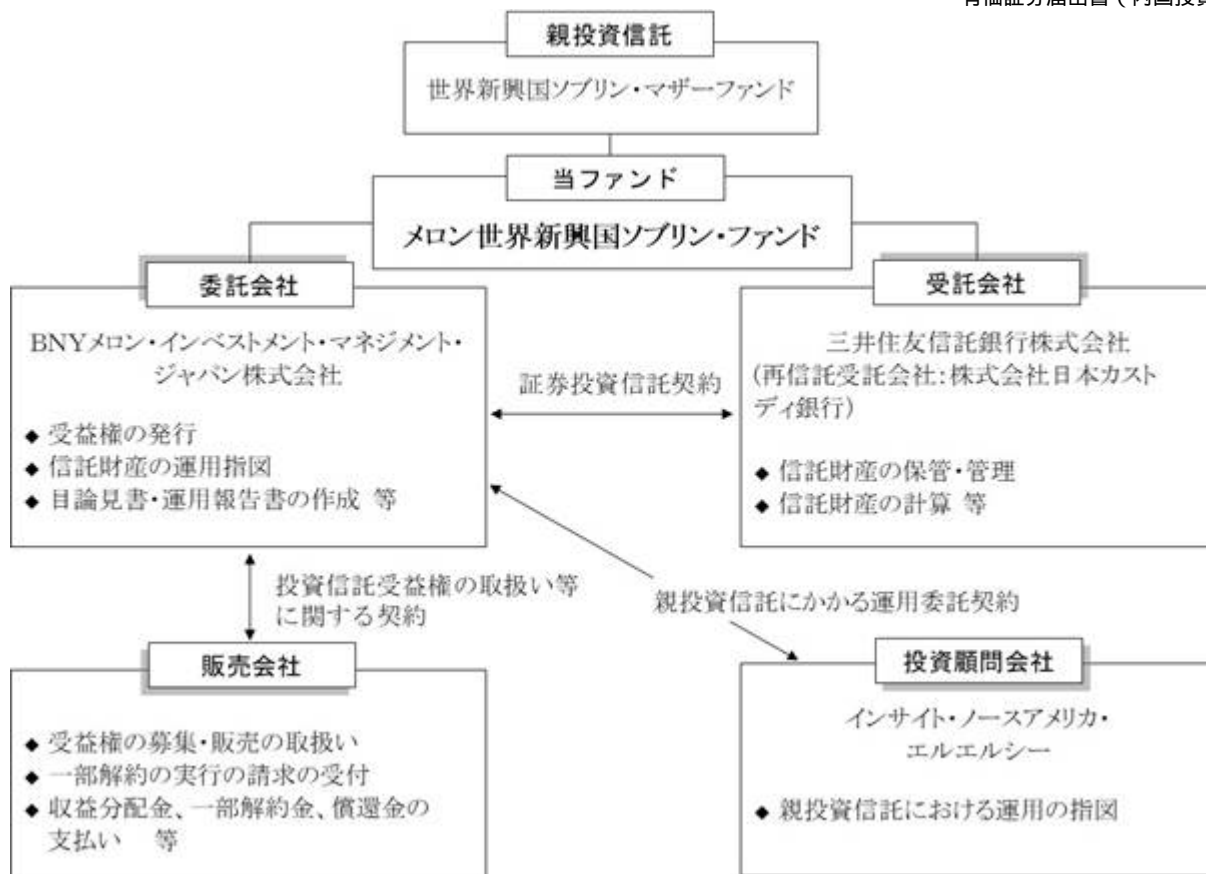 親投資信託
世界新興国ソブリン・マザーファンド
当ファンド
メロン世界新興国ソブリン・ファンド
委託会社
BNYメロン・インベストメント・マネジメント・
ジャパン株式会社
◆ 受益権の発行
◆ 信託財産の運用指図
◆ 目論見書・運用報告書の作成 等
証券投資信託契約
受託会社
三井住友信託銀行株式会社
(再信託受託会社:株式会社日本カスト
ディ銀行)
◆ 信託財産の保管・管理
◆ 信託財産の計算 等
投資信託受益権の取扱い等
に関する契約
親投資信託にかかる運用委託契約
販売会社
◆ 受益権の募集・販売の取扱い
◆ 一部解約の実行の請求の受付
◆ 収益分配金、一部解約金、償還金の
支払い 等
投資顧問会社
インサイト・ノースアメリカ・
エルエルシー
◆ 親投資信託における運用の指図